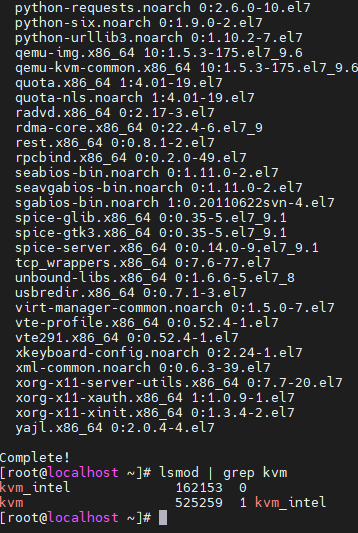 python-requests.noarch 0:2.6.0-10.el7
python-six.noarch 0:1.9.0-2.el7
python-urllib3.noarch 0:1.10.2-7.el7
qemu-img.x86_64 10:1.5.3-175.el7_9.6
qemu-kvm-common.x86_64 10:1.5.3-175.el7_9.6
quota.x86_64 1:4.01-19.el7
quota-nls.noarch 1:4.01-19.el7
radvd.x86_64 0:2.17-3.el7
rdma-core.x86_64 0:22.4-6.el7_9
rest.x86_64 0:0.8.1-2.el7
rpcbind.x86_64 0:0.2.0-49.el7
seabios-bin.noarch 0:1.11.0-2.el7
seavgabios-bin.noarch 0:1.11.0-2.el7
sgabios-bin.noarch 1:0.20110622svn-4.el7
spice-glib.x86_64 0:0.35-5.el7_9.1
spice-gtk3.x86_64 0:0.35-5.el7_9.1
spice-server.x86_64 0:0.14.0-9.el7_9.1
tcp_wrappers.x86_64 0:7.6-77.el7
unbound-libs.x86_64 0:1.6.6-5.el7_8
usbredir.x86_64 0:0.7.1-3.el7
virt-manager-common.noarch 0:1.5.0-7.el7
vte-profile.x86_64 0:0.52.4-1.el7
vte291.x86_64 0:0.52.4-1.el7
xkeyboard-config.noarch 0:2.24-1.el7
xml-common.noarch 0:0.6.3-39.el7
xorg-x11-server-utils.x86_64 0:7.7-20.el7
xorg-x11-xauth.x86_64 1:1.0.9-1.el7
xorg-x11-xinit.x86_64 0:1.3.4-2.el7
yajl.x86_64 0:2.0.4-4.el7
Complete!
[root@localhost ~]# lsmod | grep kvm
kvm_intel 162153 0
kvm 525259 1 kvm_intel
[root@localhost ~]#